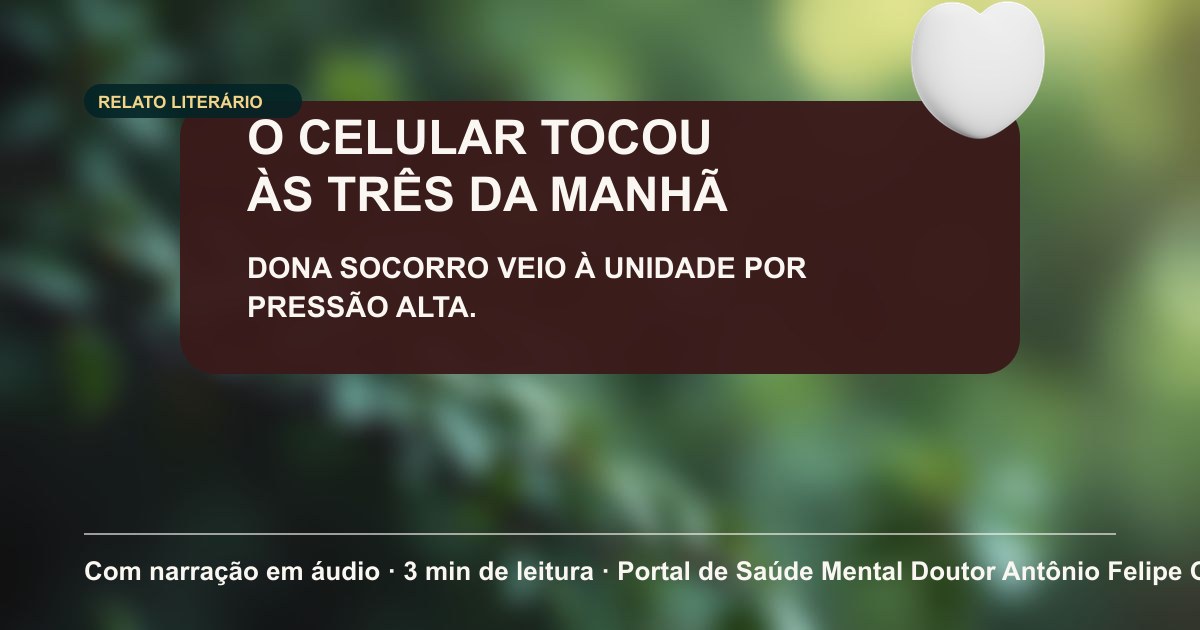 RELATO LITERÁRIO
O CELULAR TOCOU
ÀS TRÊS DA MANHÃ
DONA SOCORRO VEIO À UNIDADE POR
PRESSÃO ALTA.
Com narração em áudio · 3 min de leitura · Portal de Saúde Mental Doutor Antônio Felipe